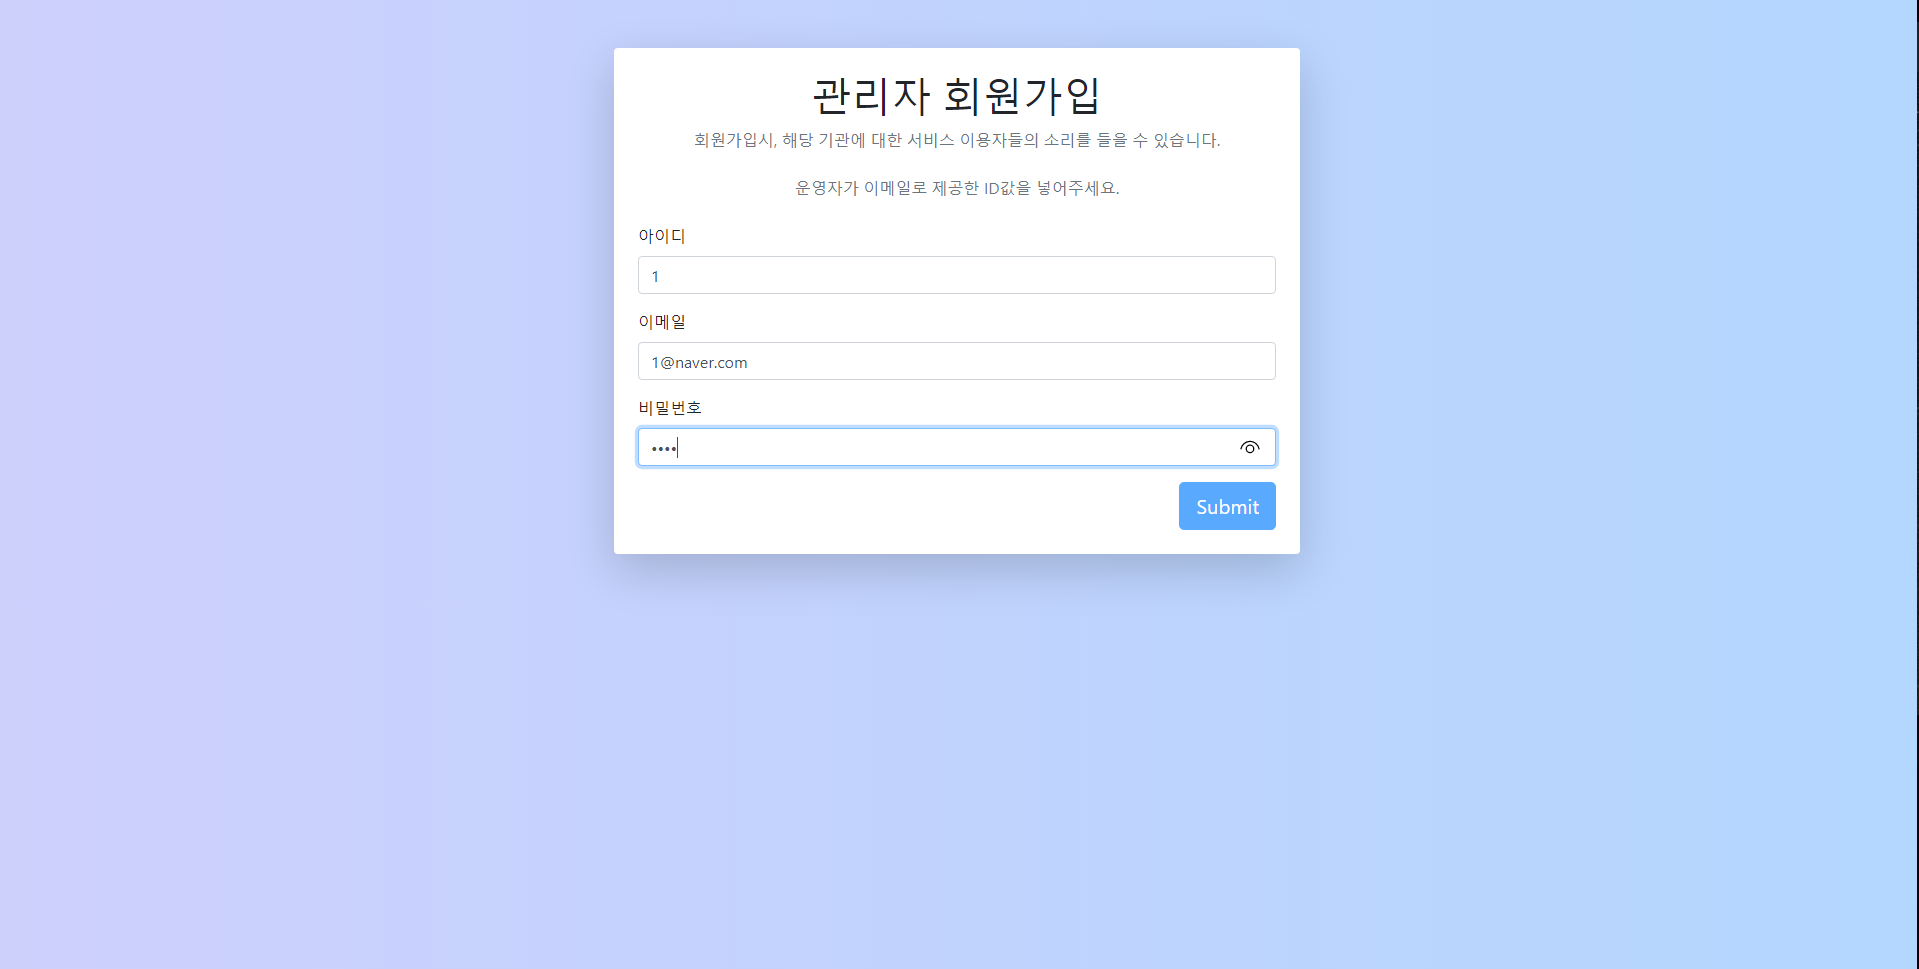 관리자 회원가입
회원가입시, 해당 기관에 대한 서비스 이용자들의 소리를 들을 수 있습니다.
운영자가 이메일로 제공한 ID값을 넣어주세요.
아이디
1
이메일
1@naver.com
비밀번호
••••
Submit